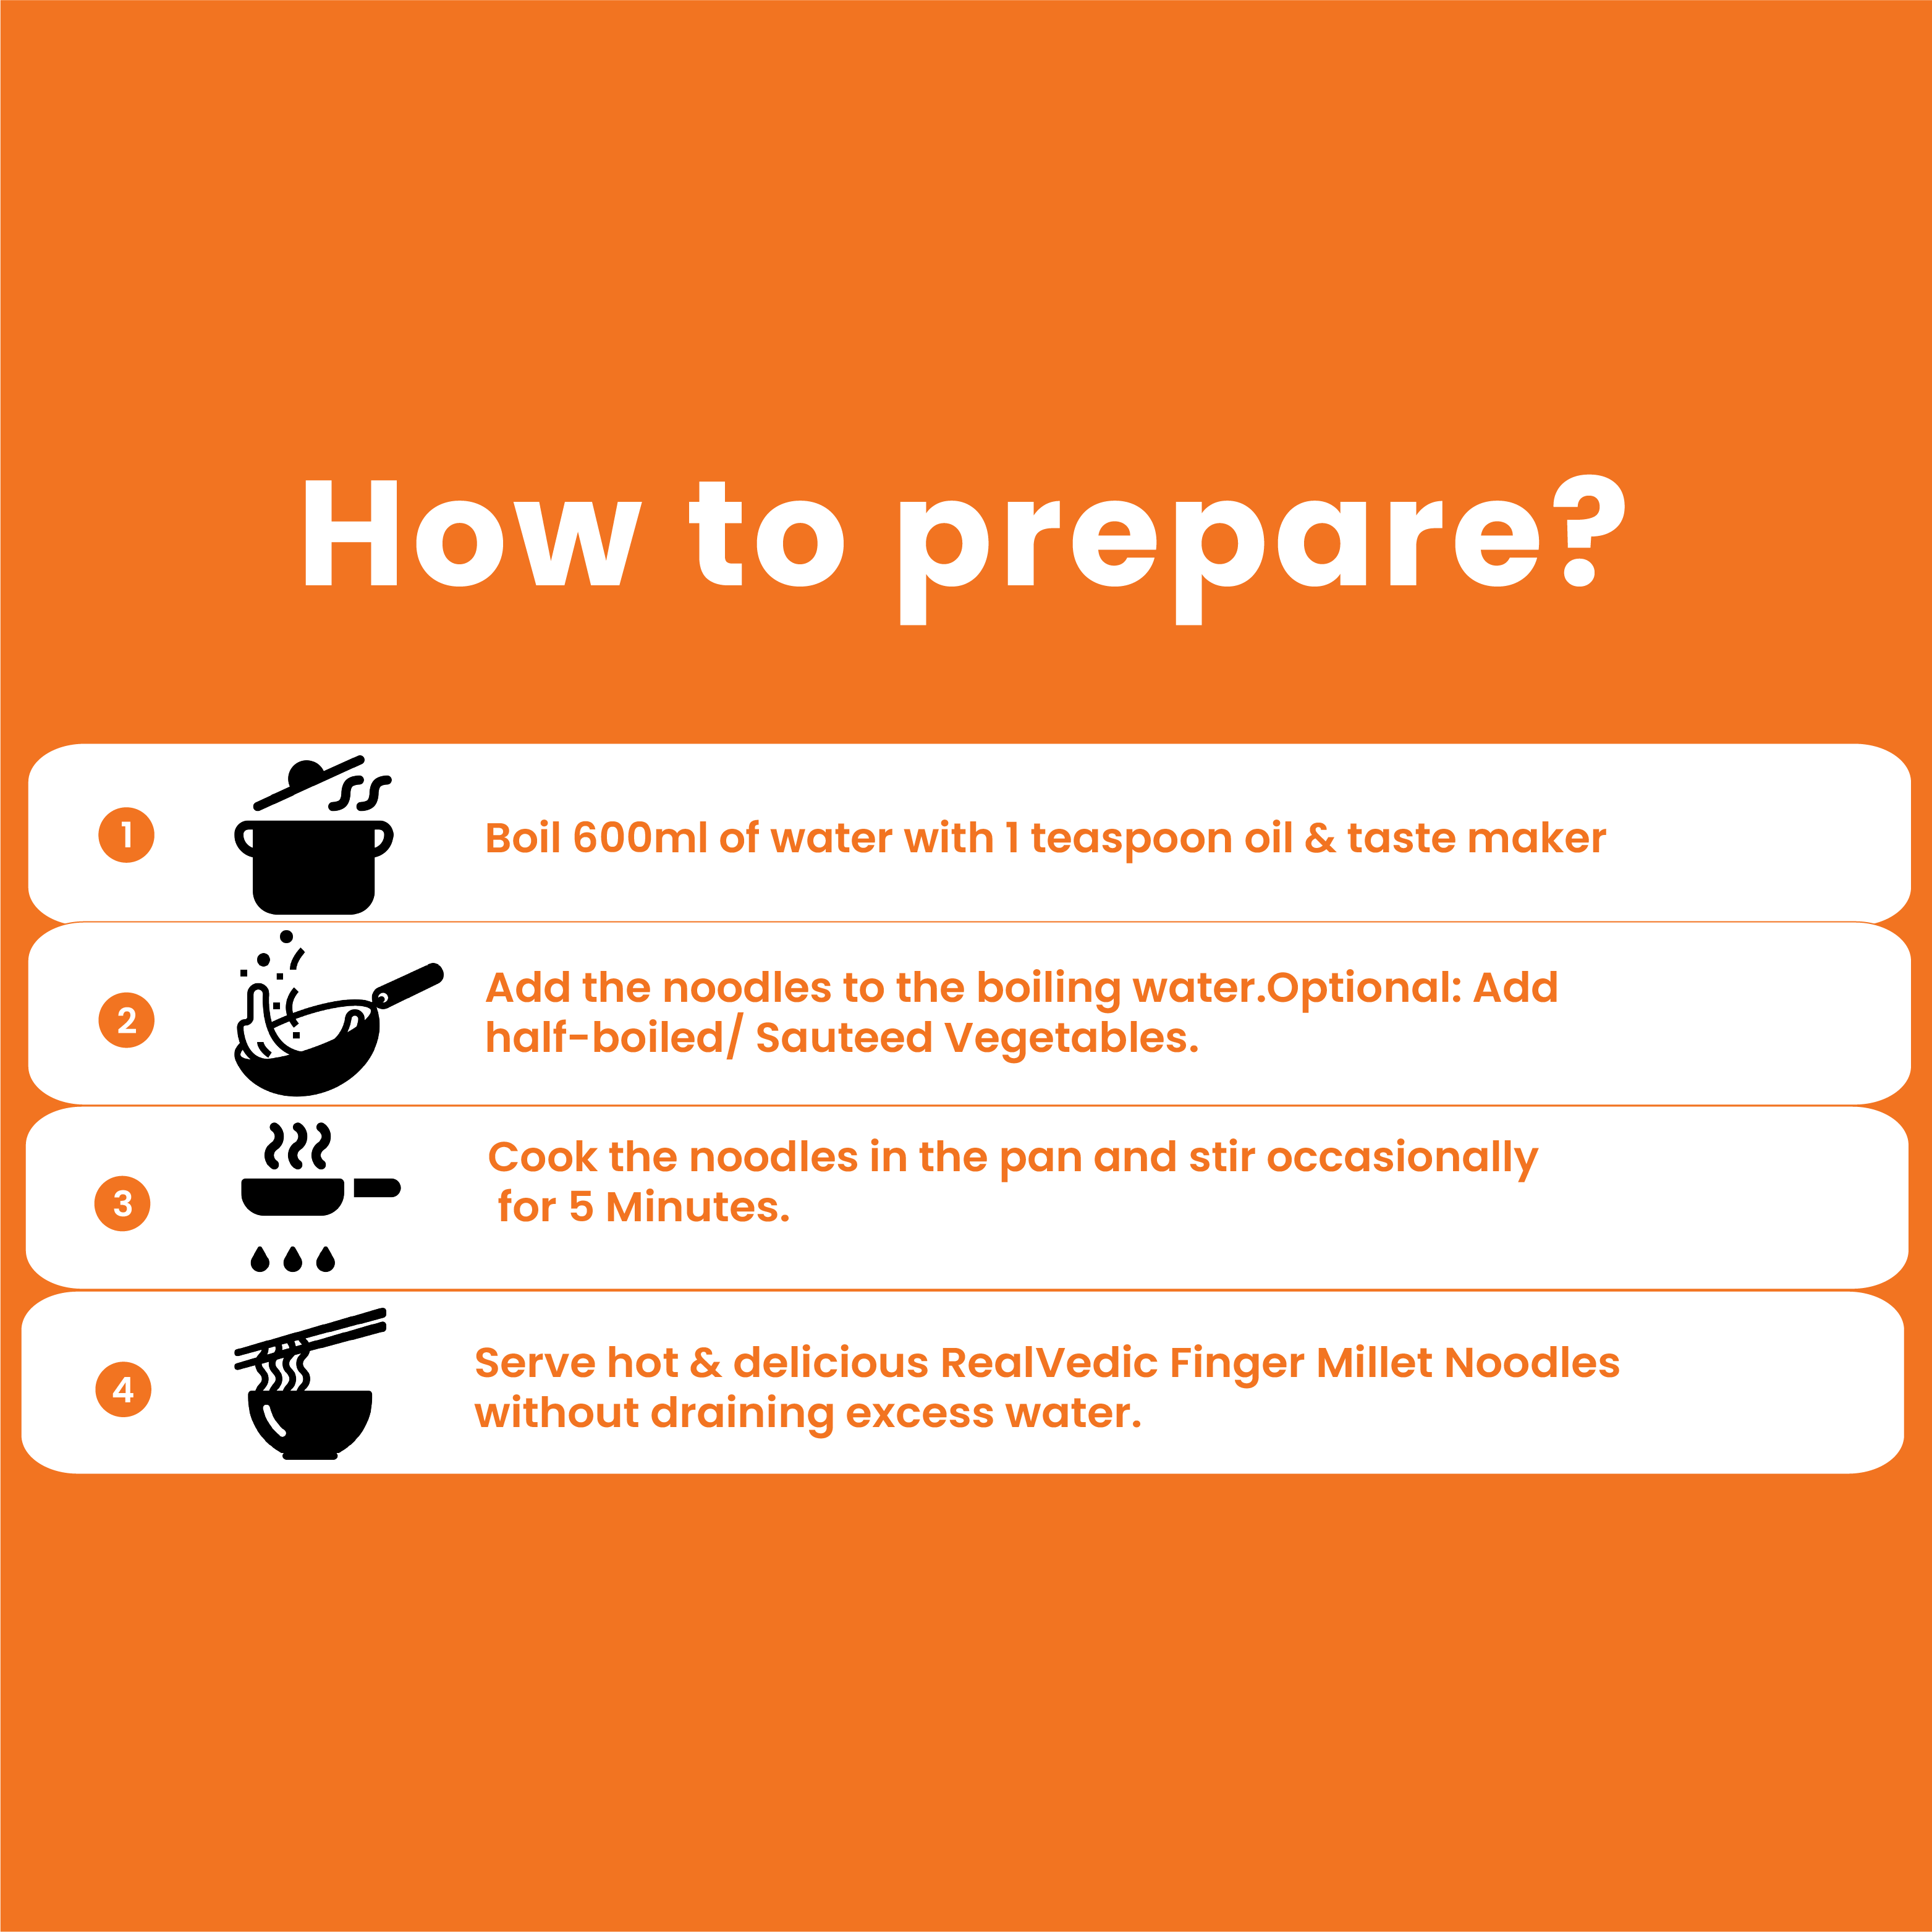 How to prepare?
1
Boil 600ml of water with 1 teaspoon oil & taste maker
2
Add the noodles to the boiling water.Optional: Add
half-boiled/ Sauteed Vegetables.
3
Cook the noodles in the pan and stir occasionally
for 5 Minutes.
4
Serve hot & delicious RealVedic Finger Millet Noodles
without draining excess water.